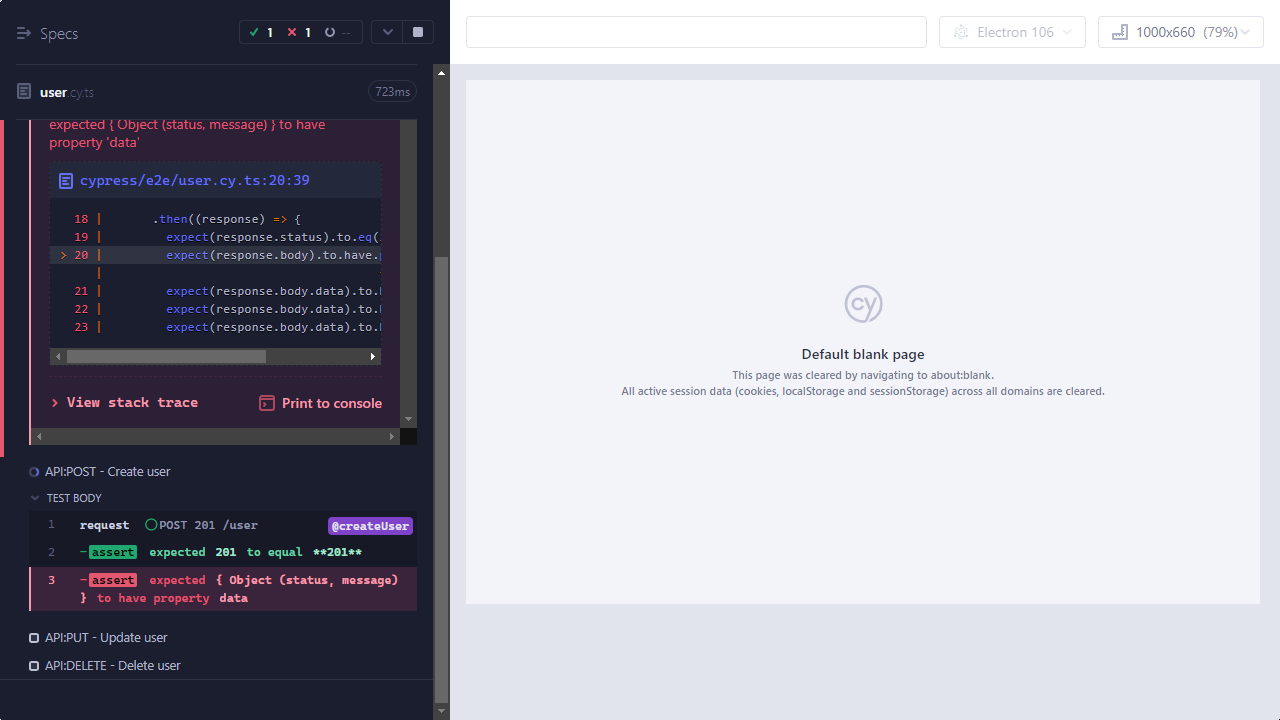 Specs
1
1
--
Electron 106
1000x660 (79%)
user.cy.ts
723ms
expected { Object (status, message) } to have
property 'data'
cypress/e2e/user.cy.ts:20:39
18 | .then((response) => {
19 | expect(response.status).to.eq(
> 20 | expect(response.body).to.have.
|
21 | expect(response.body.data).to.
22 | expect(response.body.data).to.
23 | expect(response.body.data).to.
View stack trace
Print to console
API:POST - Create user
TEST BODY
1 request POST 201 /user @createUser
2 -assert expected 201 to equal **201**
3 -assert expected { Object (status, message)
} to have property data
API:PUT - Update user
API:DELETE - Delete user
cy
Default blank page
This page was cleared by navigating to about:blank.
All active session data (cookies, localStorage and sessionStorage) across all domains are cleared.